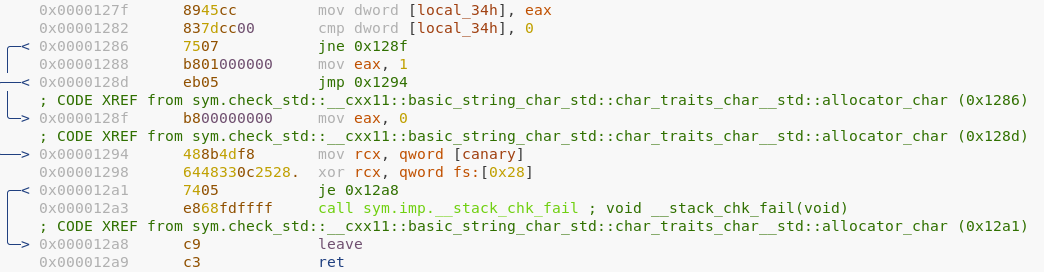 0x0000127f 8945cc mov dword [local_34h], eax
0x00001282 837dcc00 cmp dword [local_34h], 0
0x00001286 7507 jne 0x128f
0x00001288 b801000000 mov eax, 1
0x0000128d eb05 jmp 0x1294
; CODE XREF from sym.check_std::__cxx11::basic_string_char_std::char_traits_char__std::allocator_char (0x1286)
0x0000128f b800000000 mov eax, 0
; CODE XREF from sym.check_std::__cxx11::basic_string_char_std::char_traits_char__std::allocator_char (0x128d)
0x00001294 488b4df8 mov rcx, qword [canary]
0x00001298 6448330c2528. xor rcx, qword fs:[0x28]
0x000012a1 7405 je 0x12a8
0x000012a3 e868fdffff call sym.imp.__stack_chk_fail ; void __stack_chk_fail(void)
; CODE XREF from sym.check_std::__cxx11::basic_string_char_std::char_traits_char__std::allocator_char (0x12a1)
0x000012a8 c9 leave
0x000012a9 c3 ret